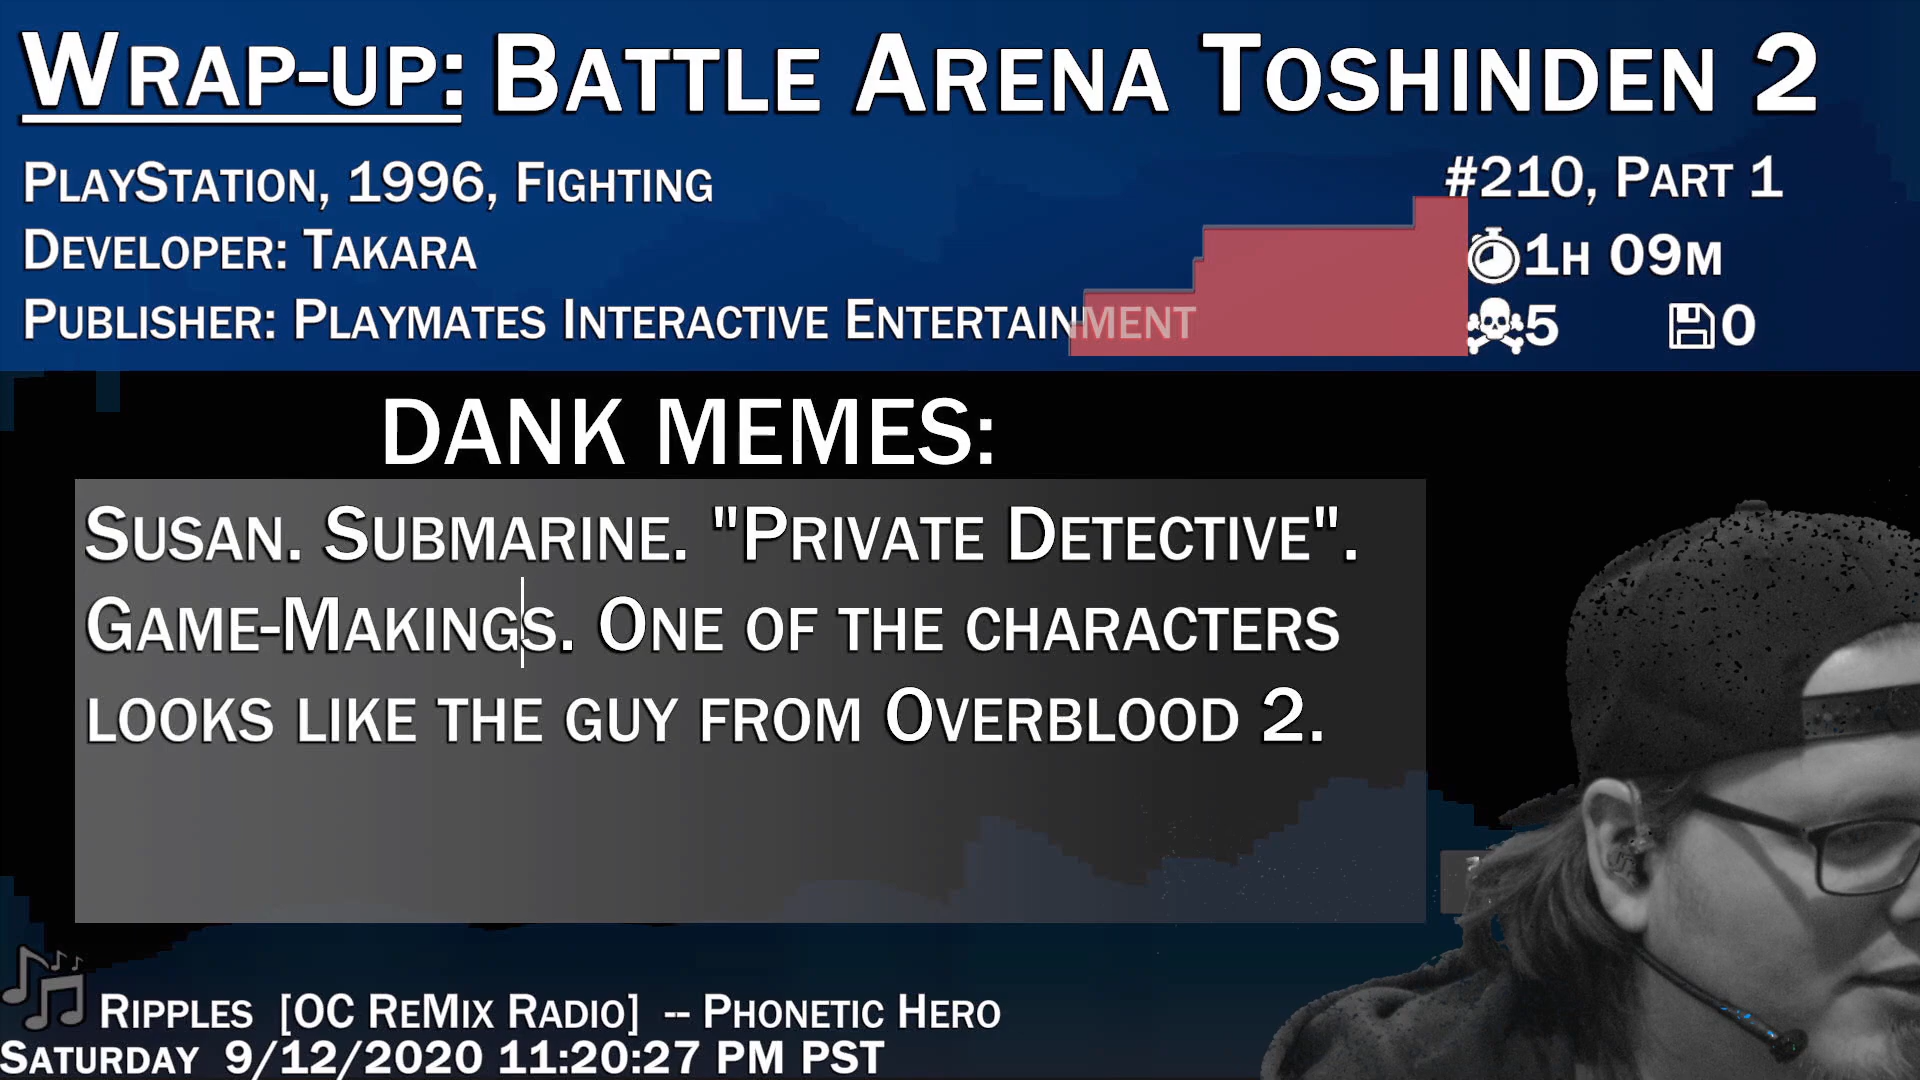 Wrap-up: Battle Arena Toshinden 2
PlayStation, 1996, Fighting
#210, Part 1
Developer: Takara
1h 09m
Publisher: Playmates Interactive Entertainment
5
0
DANK MEMES:
Susan. Submarine. "Private Detective".
Game-Makings. One of the characters
looks like the guy from Overblood 2.
Ripples [OC ReMix Radio] -- Phonetic Hero
Saturday 9/12/2020 11:20:27 PM PST